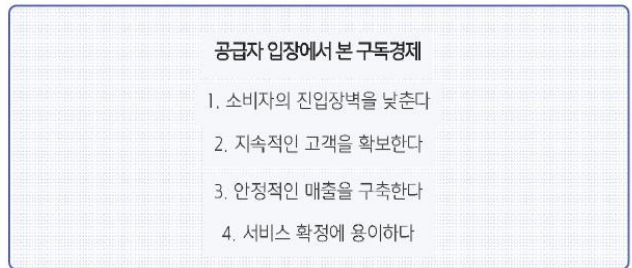 공급자 입장에서 본 구독경제
1. 소비자의 진입장벽을 낮춘다
2. 지속적인 고객을 확보한다
3. 안정적인 매출을 구축한다
4. 서비스 확정에 용이하다